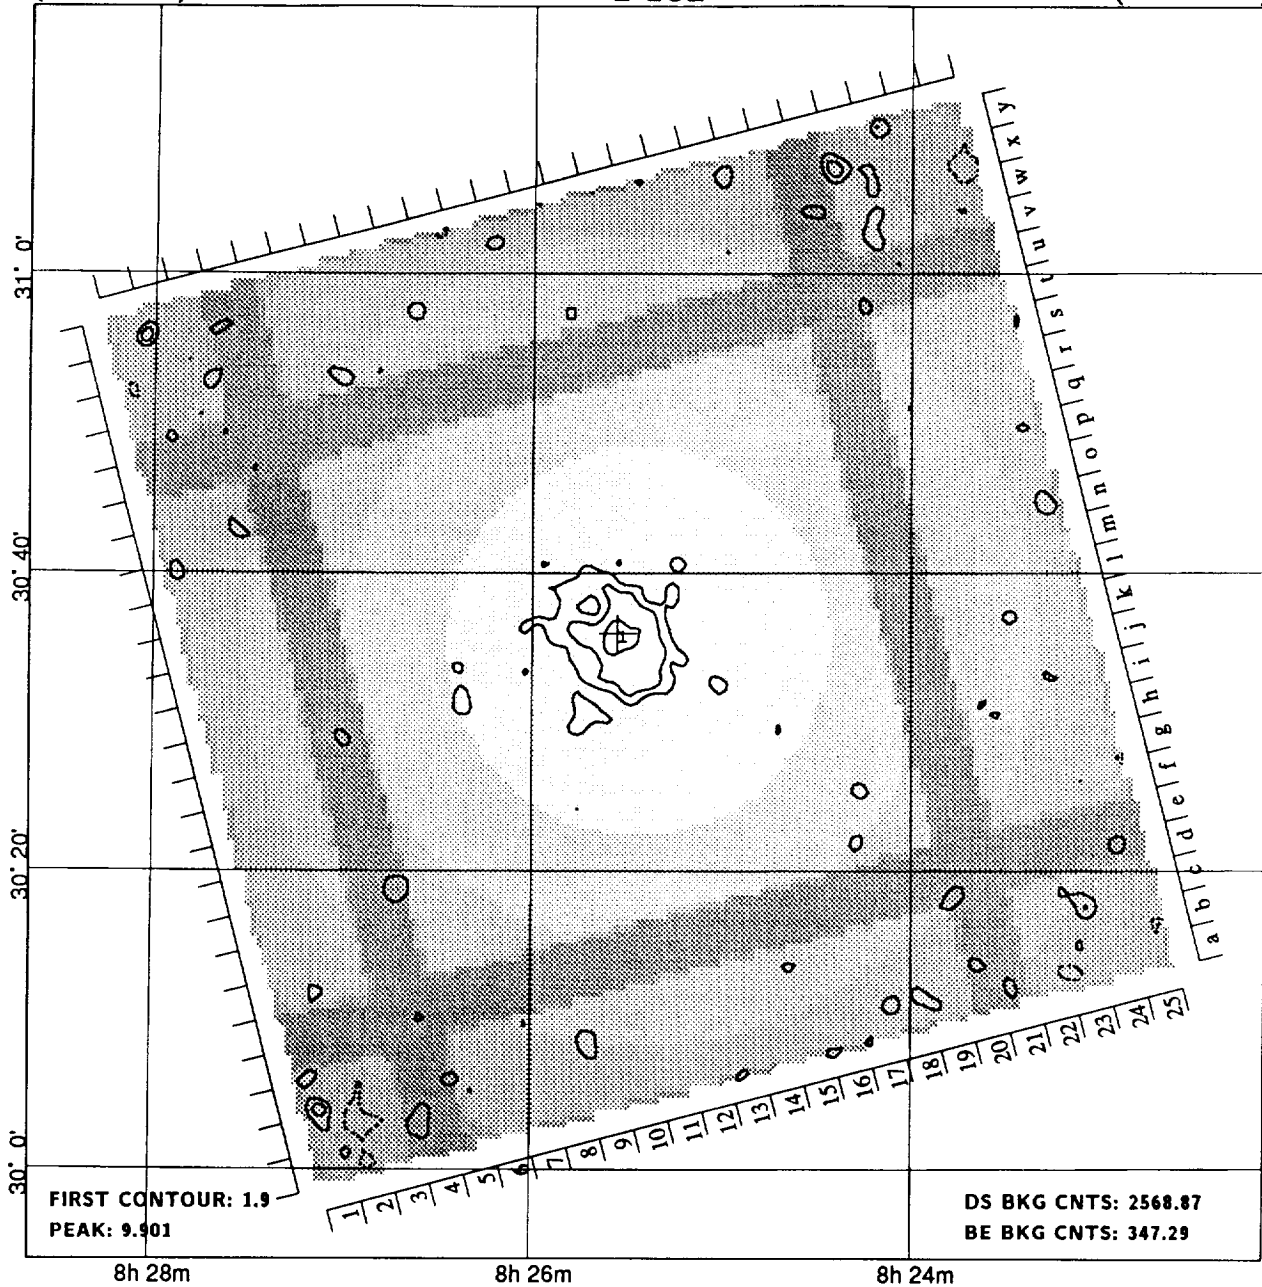 a|b|c|d|e|f|g|h|i|j|k|l|m|n|o|p|q|r|s|t|u|v|w|x|y
31° 0'
30° 40'
30° 20'
30° 0'
1
2 3 4 5 6 7 8 9 10 11 12 13 14 15 16 17 18 19 20 21 22 23 24 25
FIRST CONTOUR: 1.9
PEAK: 9.901
DS BKG CNTS: 2568.87
BE BKG CNTS: 347.29
8h 28m
8h 26m
8h 24m